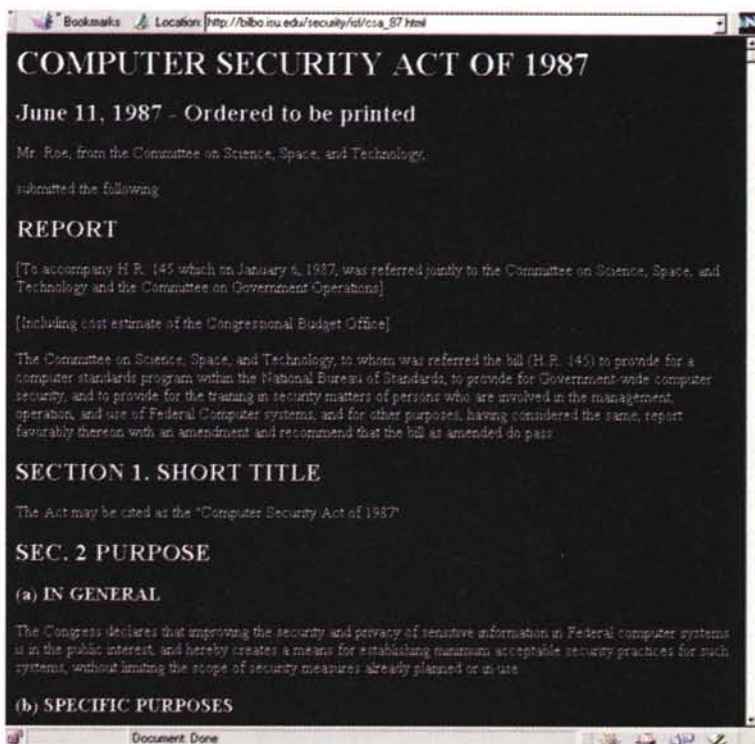 Bookmarks Location: http://bilbo.isu.edu/security/isl/csa_87.html
COMPUTER SECURITY ACT OF 1987
June 11, 1987 - Ordered to be printed
Mr. Roe, from the Committee on Science, Space, and Technology,
submitted the following
REPORT
[To accompany H.R. 145 which on January 6, 1987, was referred jointly to the Committee on Science, Space, and
Technology and the Committee on Government Operations]
[Including cost estimate of the Congressional Budget Office]
The Committee on Science, Space, and Technology, to whom was referred the bill (H.R. 145) to provide for a
computer standards program within the National Bureau of Standards, to provide for Government-wide computer
security, and to provide for the training in security matters of persons who are involved in the management,
operation, and use of Federal Computer systems, and for other purposes, having considered the same, report
favorably thereon with an amendment and recommend that the bill as amended do pass.
SECTION 1. SHORT TITLE
The Act may be cited as the "Computer Security Act of 1987".
SEC. 2 PURPOSE
(a) IN GENERAL
The Congress declares that improving the security and privacy of sensitive information in Federal computer systems
is in the public interest, and hereby creates a means for establishing minimum acceptable security practices for such
systems, without limiting the scope of security measures already planned or in use.
(b) SPECIFIC PURPOSES
Document: Done